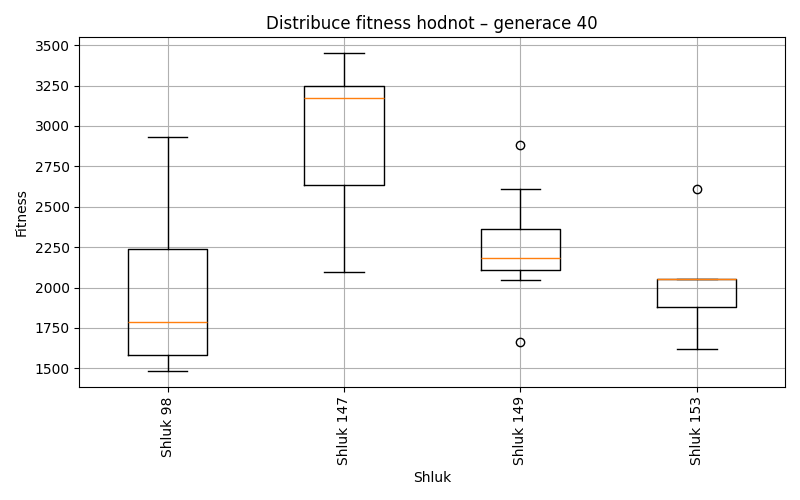 Distribuce fitness hodnot – generace 40
3500
3250
3000
2750
2500
2250
2000
1750
1500
Fitness
Shluk 98
Shluk 147
Shluk 149
Shluk 153
Shluk